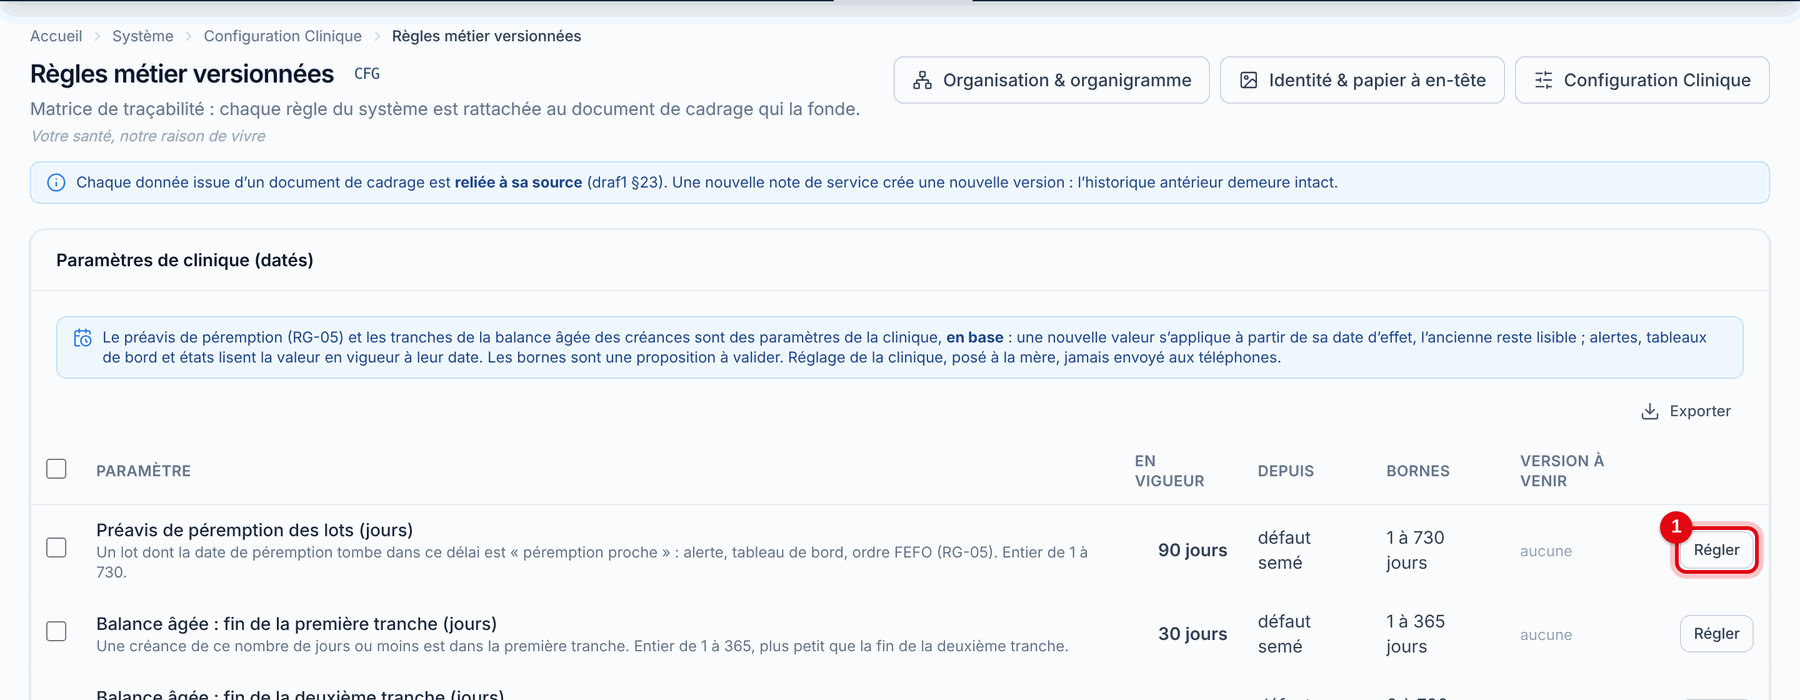 Accueil > Système > Configuration Clinique > Règles métier versionnées
Règles métier versionnées CFG
Organisation & organigramme
Identité & papier à en-tête
Configuration Clinique
Matrice de traçabilité : chaque règle du système est rattachée au document de cadrage qui la fonde.
Votre santé, notre raison de vivre
Chaque donnée issue d’un document de cadrage est reliée à sa source (draf1 §23). Une nouvelle note de service crée une nouvelle version : l’historique antérieur demeure intact.
Paramètres de clinique (datés)
Le préavis de péremption (RG-05) et les tranches de la balance âgée des créances sont des paramètres de la clinique, en base : une nouvelle valeur s’applique à partir de sa date d’effet, l’ancienne reste lisible ; alertes, tableaux
de bord et états lisent la valeur en vigueur à leur date. Les bornes sont une proposition à valider. Réglage de la clinique, posé à la mère, jamais envoyé aux téléphones.
Exporter
PARAMÈTRE
EN
VIGUEUR
DEPUIS
BORNES
VERSION À
VENIR
Préavis de péremption des lots (jours)
Un lot dont la date de péremption tombe dans ce délai est « péremption proche » : alerte, tableau de bord, ordre FEFO (RG-05). Entier de 1 à
730.
90 jours
défaut
semé
1 à 730
jours
aucune
1
Régler
Balance âgée : fin de la première tranche (jours)
Une créance de ce nombre de jours ou moins est dans la première tranche. Entier de 1 à 365, plus petit que la fin de la deuxième tranche.
30 jours
défaut
semé
1 à 365
jours
aucune
Régler
Balance âgée : fin de la deuxième tranche (jours)